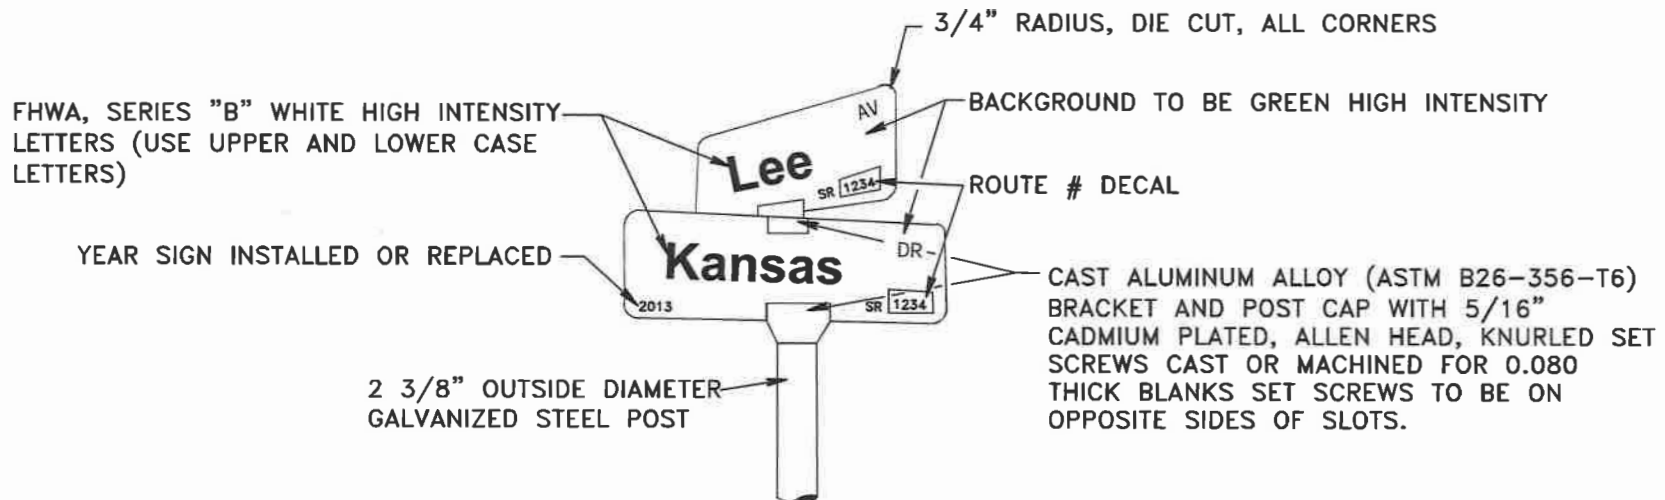 3/4" RADIUS, DIE CUT, ALL CORNERS
FHWA, SERIES "B" WHITE HIGH INTENSITY
LETTERS (USE UPPER AND LOWER CASE
LETTERS)
BACKGROUND TO BE GREEN HIGH INTENSITY
AV
Lee
SR 1234
ROUTE # DECAL
YEAR SIGN INSTALLED OR REPLACED
DR
Kansas
2013
SR 1234
CAST ALUMINUM ALLOY (ASTM B26-356-T6)
BRACKET AND POST CAP WITH 5/16"
CADMIUM PLATED, ALLEN HEAD, KNURLED SET
SCREWS CAST OR MACHINED FOR 0.080
THICK BLANKS SET SCREWS TO BE ON
OPPOSITE SIDES OF SLOTS.
2 3/8" OUTSIDE DIAMETER
GALVANIZED STEEL POST